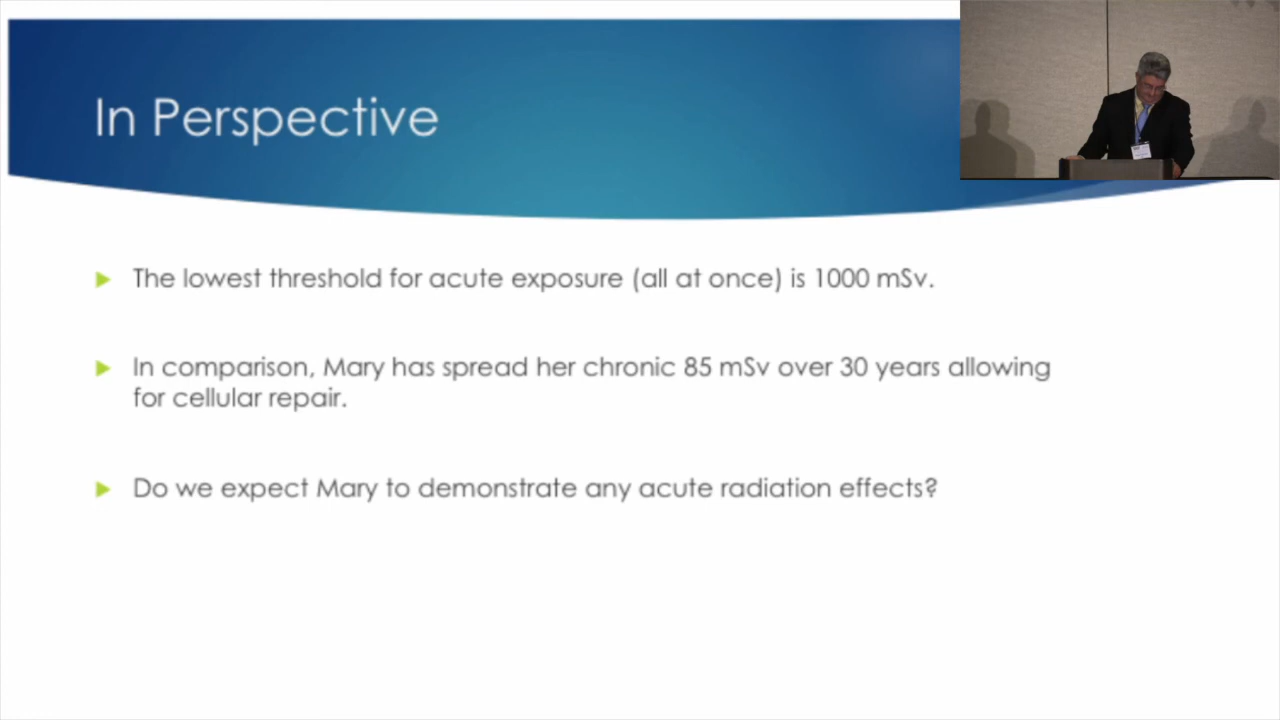 In Perspective
The lowest threshold for acute exposure (all at once) is 1000 mSv.
In comparison, Mary has spread her chronic 85 mSv over 30 years allowing
for cellular repair.
Do we expect Mary to demonstrate any acute radiation effects?